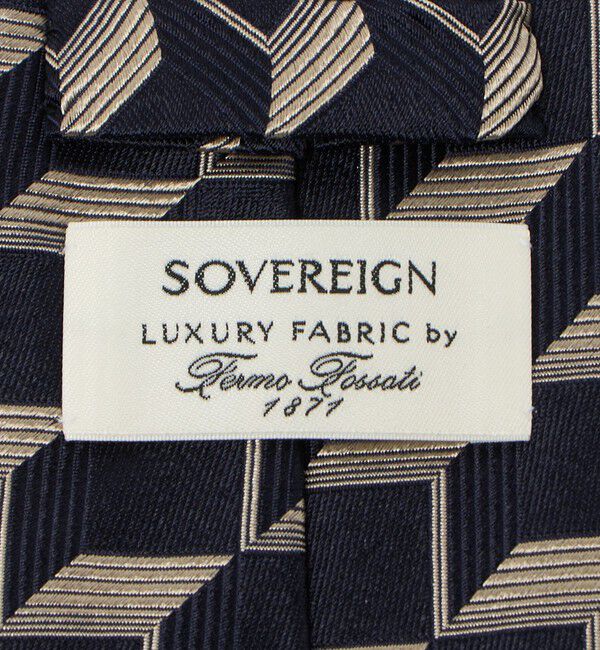 SOVEREIGN
LUXURY FABRIC by
Fermo Fossati
1871